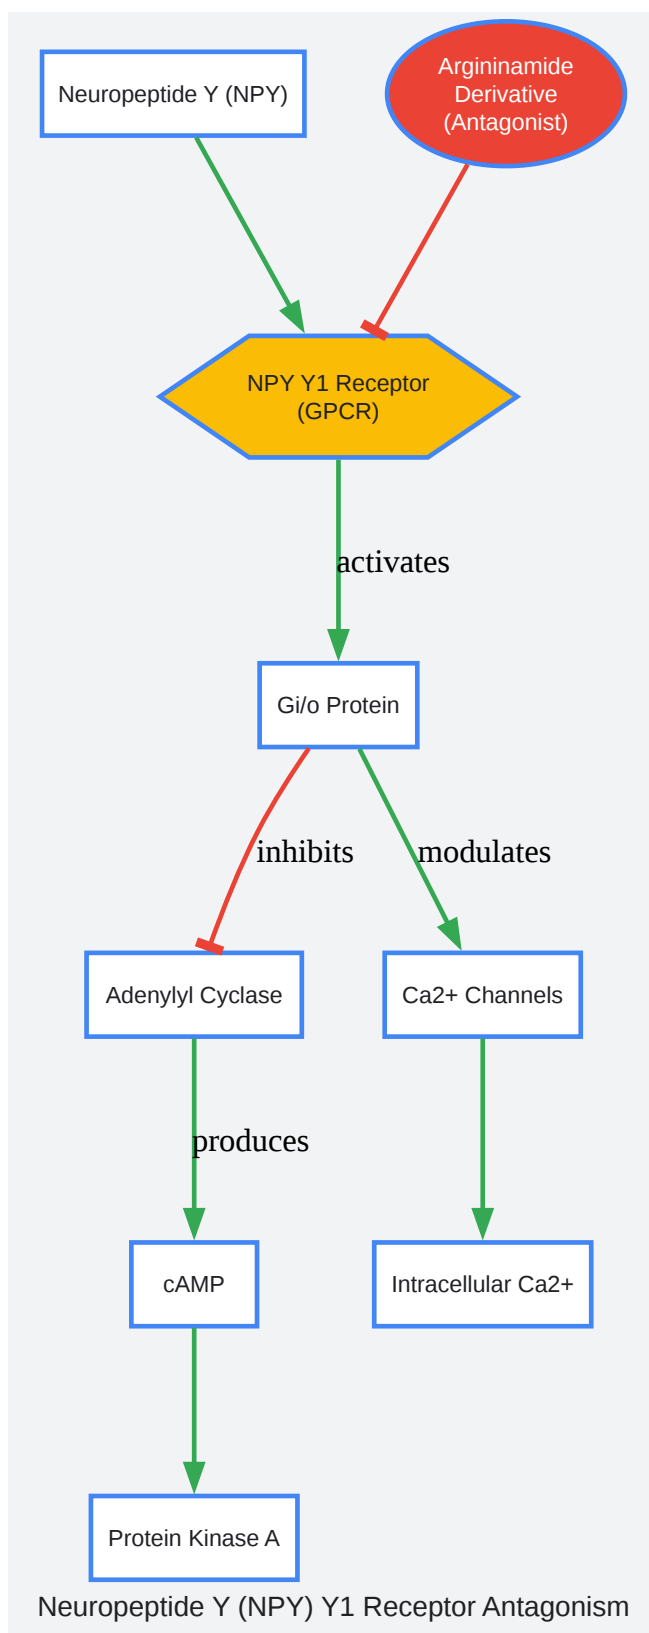 Neuropeptide Y (NPY)
Argininamide
Derivative
(Antagonist)
NPY Y1 Receptor
(GPCR)
activates
Gi/o Protein
inhibits
modulates
Adenylyl Cyclase
Ca2+ Channels
produces
cAMP
Intracellular Ca2+
Protein Kinase A
Neuropeptide Y (NPY) Y1 Receptor Antagonism